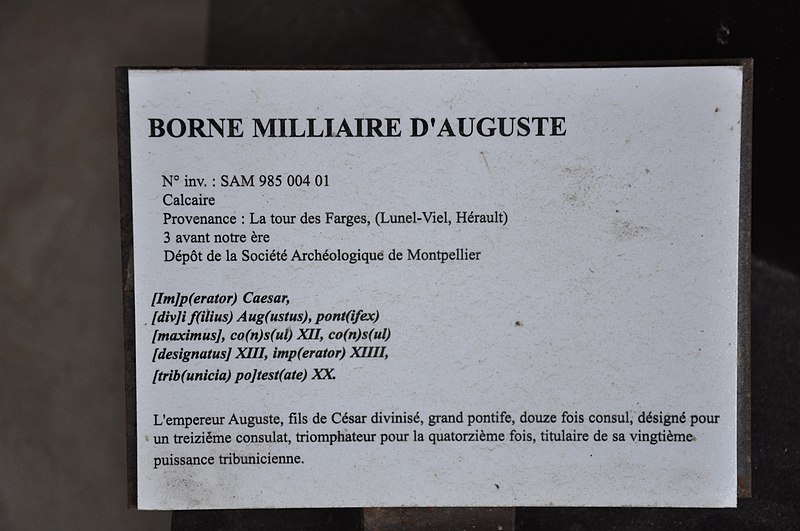 BORNE MILLIAIRE D'AUGUSTE
N° inv. : SAM 985 004 01
Calcaire
Provenance : La tour des Farges, (Lunel-Viel, Hérault)
3 avant notre ère
Dépôt de la Société Archéologique de Montpellier
[Im]p(erator) Caesar,
[div]i f(ilius) Aug(ustus), pont(ifex)
[maximus], co(n)s(ul) XII, co(n)s(ul)
[designatus] XIII, imp(erator) XIIII,
[trib(unicia) po]test(ate) XX.
L'empereur Auguste, fils de César divinisé, grand pontife, douze fois consul, désigné pour
un treizième consulat, triomphateur pour la quatorzième fois, titulaire de sa vingtième
puissance tribunicienne.